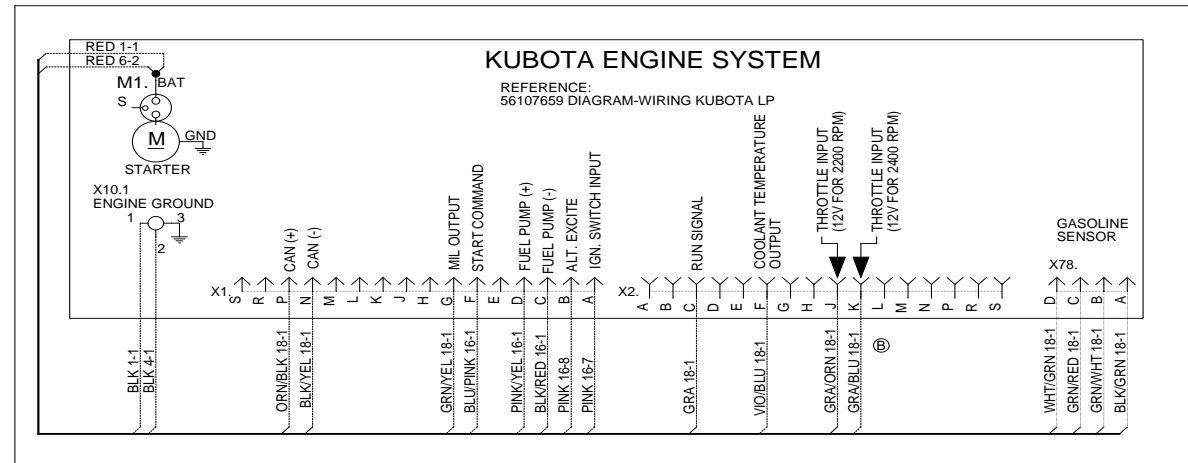 RED 1-1
RED 6-2
KUBOTA ENGINE SYSTEM
REFERENCE:
56107659 DIAGRAM-WIRING KUBOTA LP
M1.
BAT
S
M
GND
STARTER
X10.1
ENGINE GROUND
1
3
2
CAN (+)
CAN (-)
MIL OUTPUT
START COMMAND
FUEL PUMP (+)
FUEL PUMP (-)
ALT. EXCITE
IGN. SWITCH INPUT
RUN SIGNAL
COOLANT TEMPERATURE
OUTPUT
THROTTLE INPUT
(12V FOR 2200 RPM)
THROTTLE INPUT
(12V FOR 2400 RPM)
GASOLINE
SENSOR
X1.
S
R
P
N
M
L
K
J
H
G
F
E
D
C
B
A
X2.
A
B
C
D
E
F
G
H
J
K
L
M
N
P
R
S
X78.
D
C
B
A
B
BLK 1-1
BLK 4-1
ORN/BLK 18-1
BLK/YEL 18-1
GRN/YEL 18-1
BLU/PINK 16-1
PINK/YEL 16-1
BLK/RED 16-1
PINK 16-8
PINK 16-7
GRA 18-1
VIO/BLU 18-1
GRA/ORN 18-1
GRA/BLU 18-1
WHT/GRN 18-1
GRN/RED 18-1
GRN/WHT 18-1
BLK/GRN 18-1